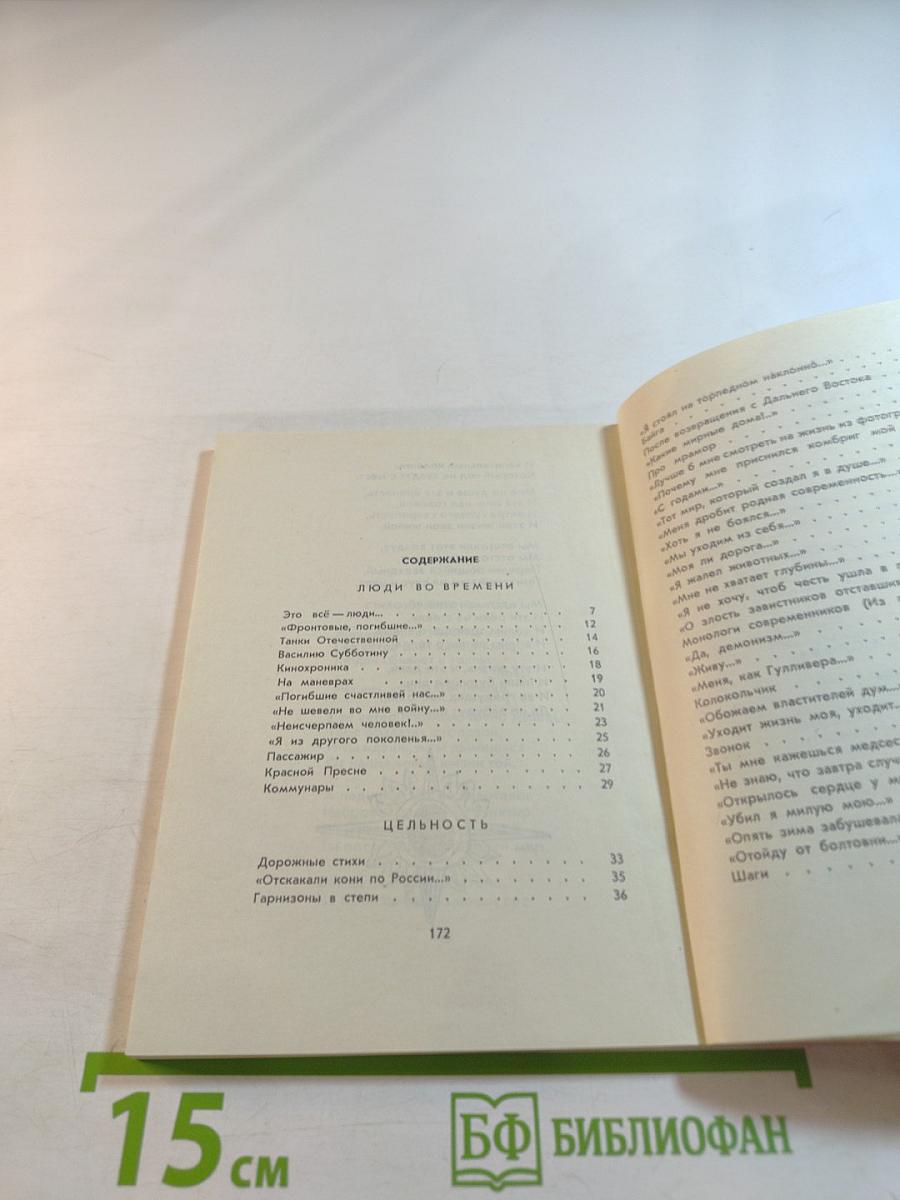 СОДЕРЖАНИЕ
ЛЮДИ ВО ВРЕМЕНИ
Это всё — люди... 7
«Фронтовые, погибшие...» 12
Танки Отечественной 14
Василию Субботину 16
Кинохроника 18
На маневрах 19
«Погибшие счастливей нас...» 20
«Не шевели во мне войну...» 21
«Неисчерпаем человек!..» 23
«Я из другого поколенья...» 25
Пассажир 26
Красной Пресне 27
Коммунары 29
ЦЕЛЬНОСТЬ
Дорожные стихи 33
«Отскакали кони по России...» 35
Гарнизоны в степи 36
172
«Я стоял на торпедном наклонно...»
Байга
После возвращения с Дальнего Востока
«Какие мирные дома!..»
Про мрамор
«Лучше б мне смотреть на жизнь из фотогр
«Почему мне приснился комбриг мой
«С годами...»
«Тот мир, который создал я в душе...»
«Меня дробит родная современность...»
«Хоть я не боялся...»
«Мы уходим из себя...»
«Моя ли дорога...»
«Я жалел животных...»
«Мне не хватает глубины...»
«Я не хочу, чтоб честь ушла в
«О злость завистников отставших
Монологи современников (Из
«Да, демонизм...»
«Живу...»
«Меня, как Гулливера...»
Колокольчик
«Обожаем властителей дум...
«Уходит жизнь моя, уходит..
Звонок
«Ты мне кажешься медсес
«Не знаю, что завтра случ
«Открылось сердце у м
«Убил я милую мою...»
«Опять зима забушевала
«Отойду от болтовни...»
Шаги
15 см
БФ БИБЛИОФАН